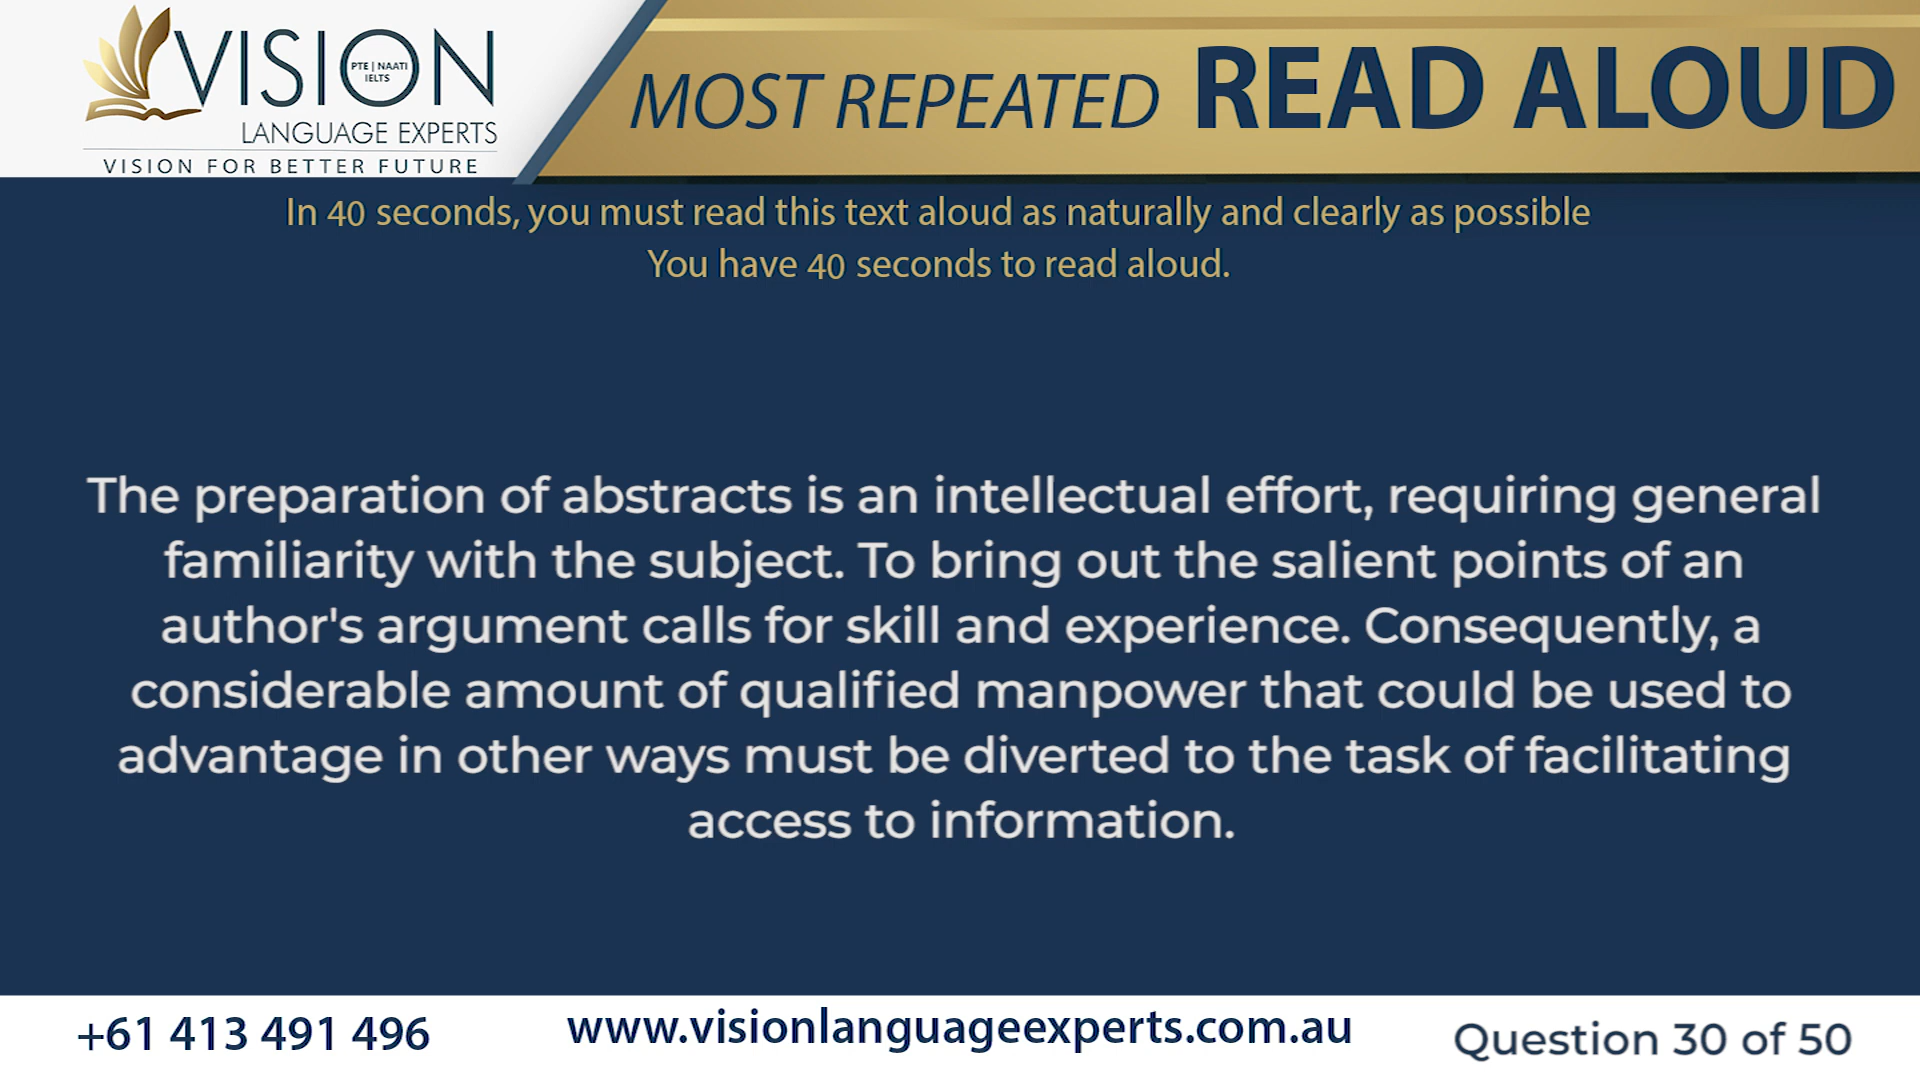 VISION
PTE | NAATI
IELTS
LANGUAGE EXPERTS
VISION FOR BETTER FUTURE
MOST REPEATED READ ALOUD
In 40 seconds, you must read this text aloud as naturally and clearly as possible
You have 40 seconds to read aloud.
The preparation of abstracts is an intellectual effort, requiring general
familiarity with the subject. To bring out the salient points of an
author's argument calls for skill and experience. Consequently, a
considerable amount of qualified manpower that could be used to
advantage in other ways must be diverted to the task of facilitating
access to information.
+61 413 491 496
www.visionlanguageexperts.com.au
Question 30 of 50